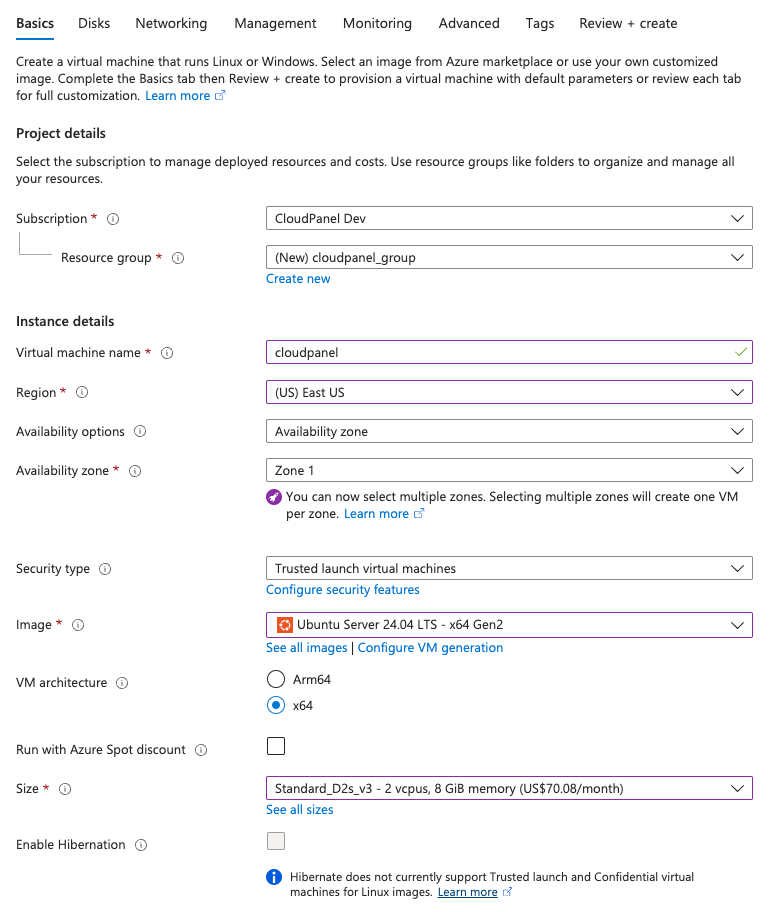 Basics Disks Networking Management Monitoring Advanced Tags Review + create
Create a virtual machine that runs Linux or Windows. Select an image from Azure marketplace or use your own customized
image. Complete the Basics tab then Review + create to provision a virtual machine with default parameters or review each tab
for full customization. Learn more
Project details
Select the subscription to manage deployed resources and costs. Use resource groups like folders to organize and manage all
your resources.
Subscription * CloudPanel Dev
Resource group * (New) cloudpanel_group
Create new
Instance details
Virtual machine name * cloudpanel
Region * (US) East US
Availability options Availability zone
Availability zone * Zone 1
You can now select multiple zones. Selecting multiple zones will create one VM
per zone. Learn more
Security type Trusted launch virtual machines
Configure security features
Image * Ubuntu Server 24.04 LTS - x64 Gen2
See all images | Configure VM generation
VM architecture Arm64
x64
Run with Azure Spot discount
Size * Standard_D2s_v3 - 2 vcpus, 8 GiB memory (US$70.08/month)
See all sizes
Enable Hibernation
Hibernate does not currently support Trusted launch and Confidential virtual
machines for Linux images. Learn more